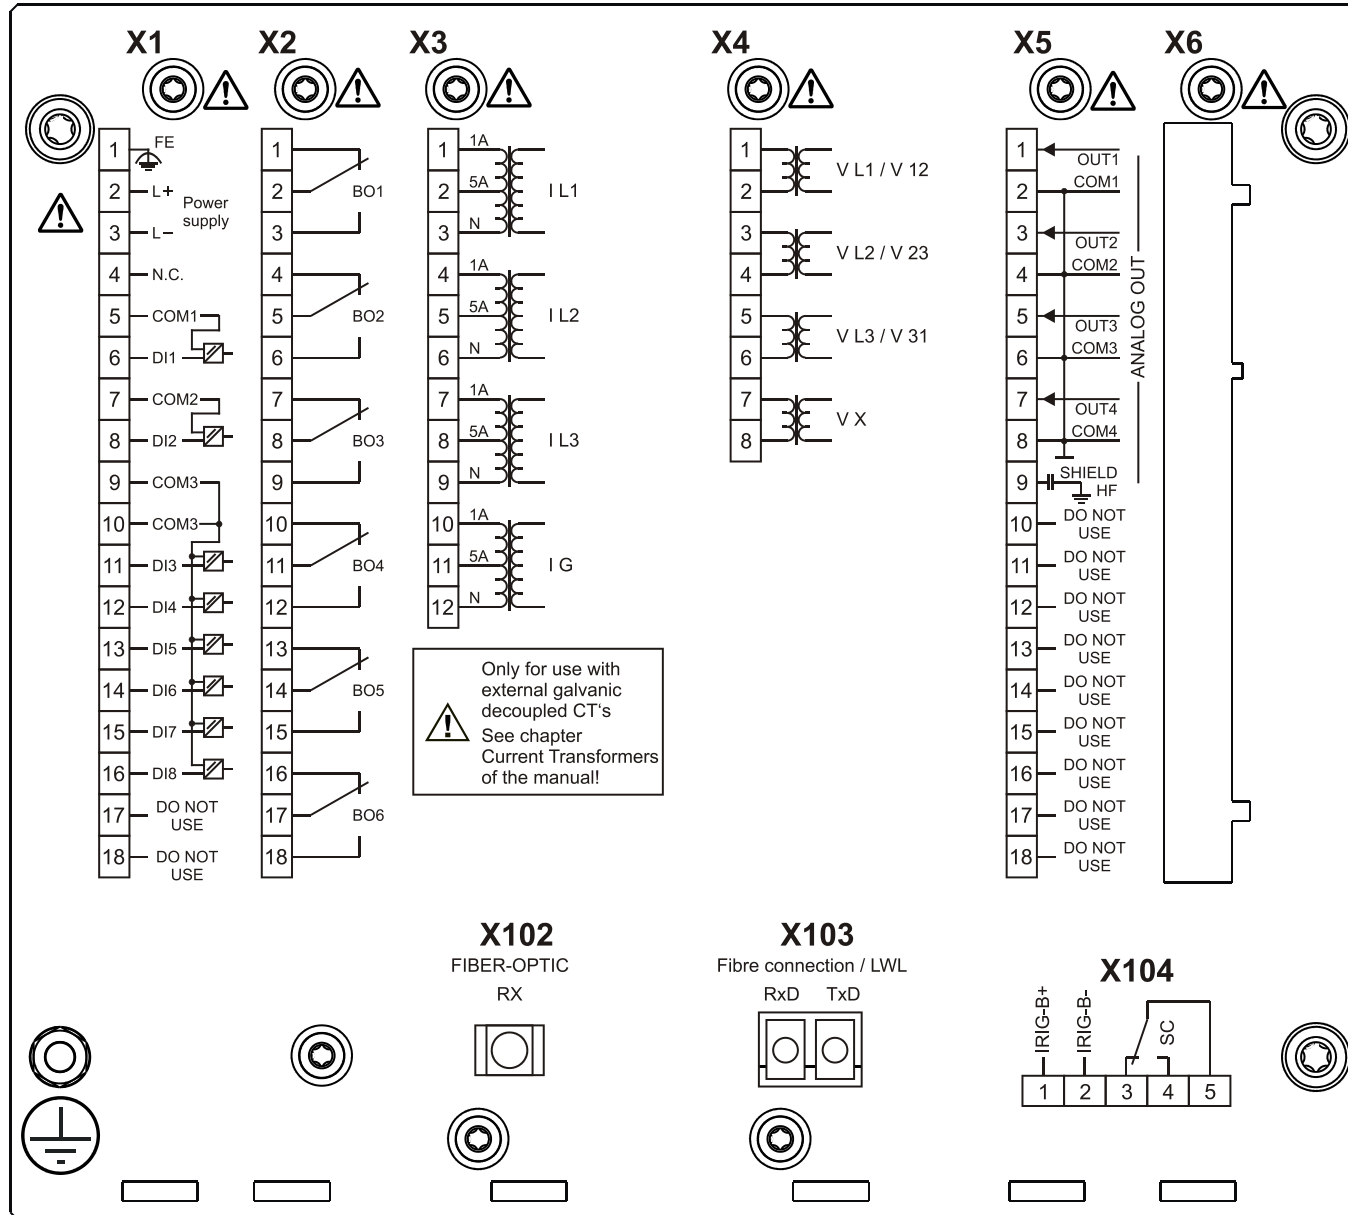 X1 X2 X3 X4 X5 X6
1 FE
2 L+
Power
supply
3 L–
4 N.C.
5 COM1
6 DI1
7 COM2
8 DI2
9 COM3
10 COM3
11 DI3
12 DI4
13 DI5
14 DI6
15 DI7
16 DI8
17 DO NOT
USE
18 DO NOT
USE
1
2 BO1
3
4
5 BO2
6
7
8 BO3
9
10
11 BO4
12
13
14 BO5
15
16
17 BO6
18
1 1A
2 5A I L1
3 N
4 1A
5 5A I L2
6 N
7 1A
8 5A I L3
9 N
10 1A
11 5A I G
12 N
Only for use with
external galvanic
decoupled CT‘s
See chapter
Current Transformers
of the manual!
1
V L1 / V 12
2
3
V L2 / V 23
4
5
V L3 / V 31
6
7
V X
8
1 OUT1
2 COM1
3 OUT2
4 COM2
5 OUT3
6 COM3
7 OUT4
8 COM4
ANALOG OUT
9 SHIELD
HF
10 DO NOT
USE
11 DO NOT
USE
12 DO NOT
USE
13 DO NOT
USE
14 DO NOT
USE
15 DO NOT
USE
16 DO NOT
USE
17 DO NOT
USE
18 DO NOT
USE
X102
FIBER-OPTIC
RX
X103
Fibre connection / LWL
RxD TxD
X104
IRIG-B+
IRIG-B-
SC
1 2 3 4 5